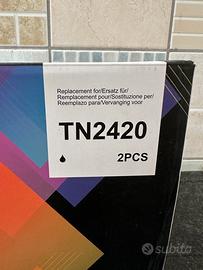 Replacement for/Ersatz für/
Remplacement pour/Sostituzione per/
Reemplazo para/Vervanging voor
TN2420
2PCS
subito